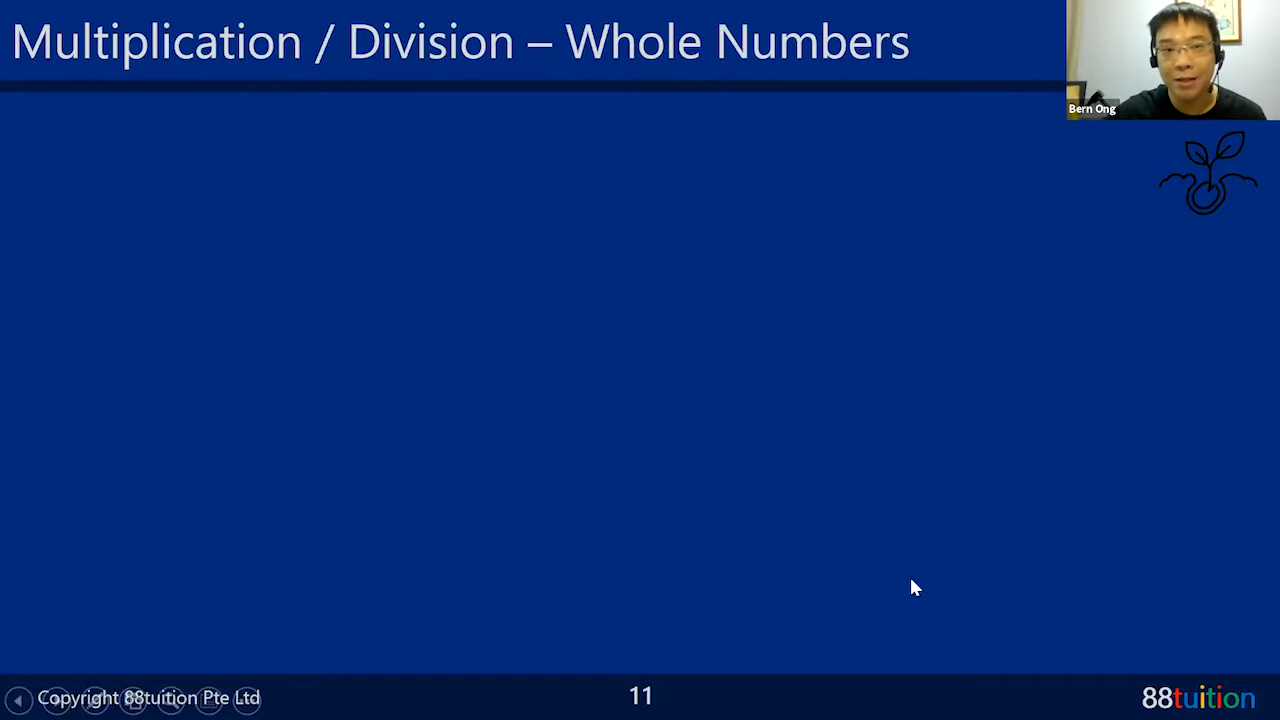 Multiplication / Division – Whole Numbers
Bern Ong
Copyright 88tuition Pte Ltd
11
88tuition